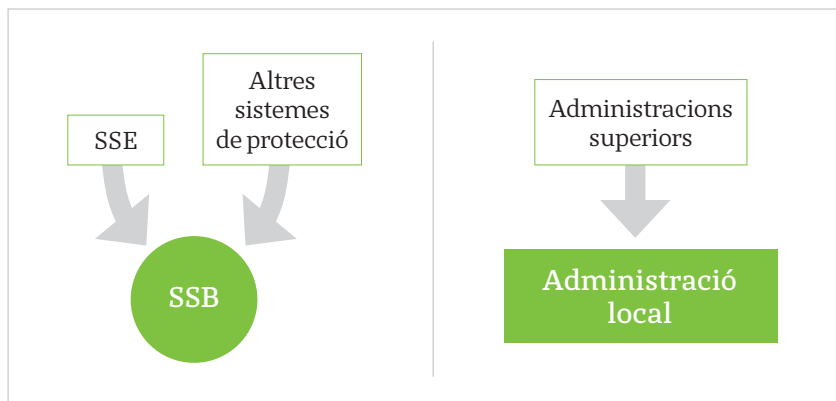 SSE
Altres
sistemes
de protecció
SSB
Administracions
superiors
Administració
local